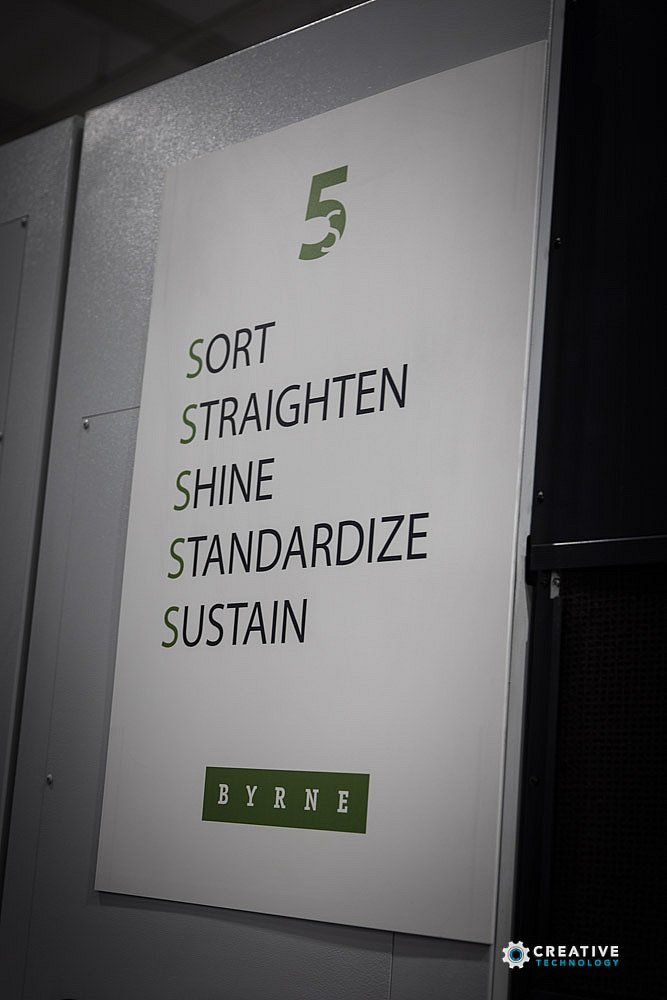 5S
SORT
STRAIGHTEN
SHINE
STANDARDIZE
SUSTAIN
BYRNE
CREATIVE
TECHNOLOGY